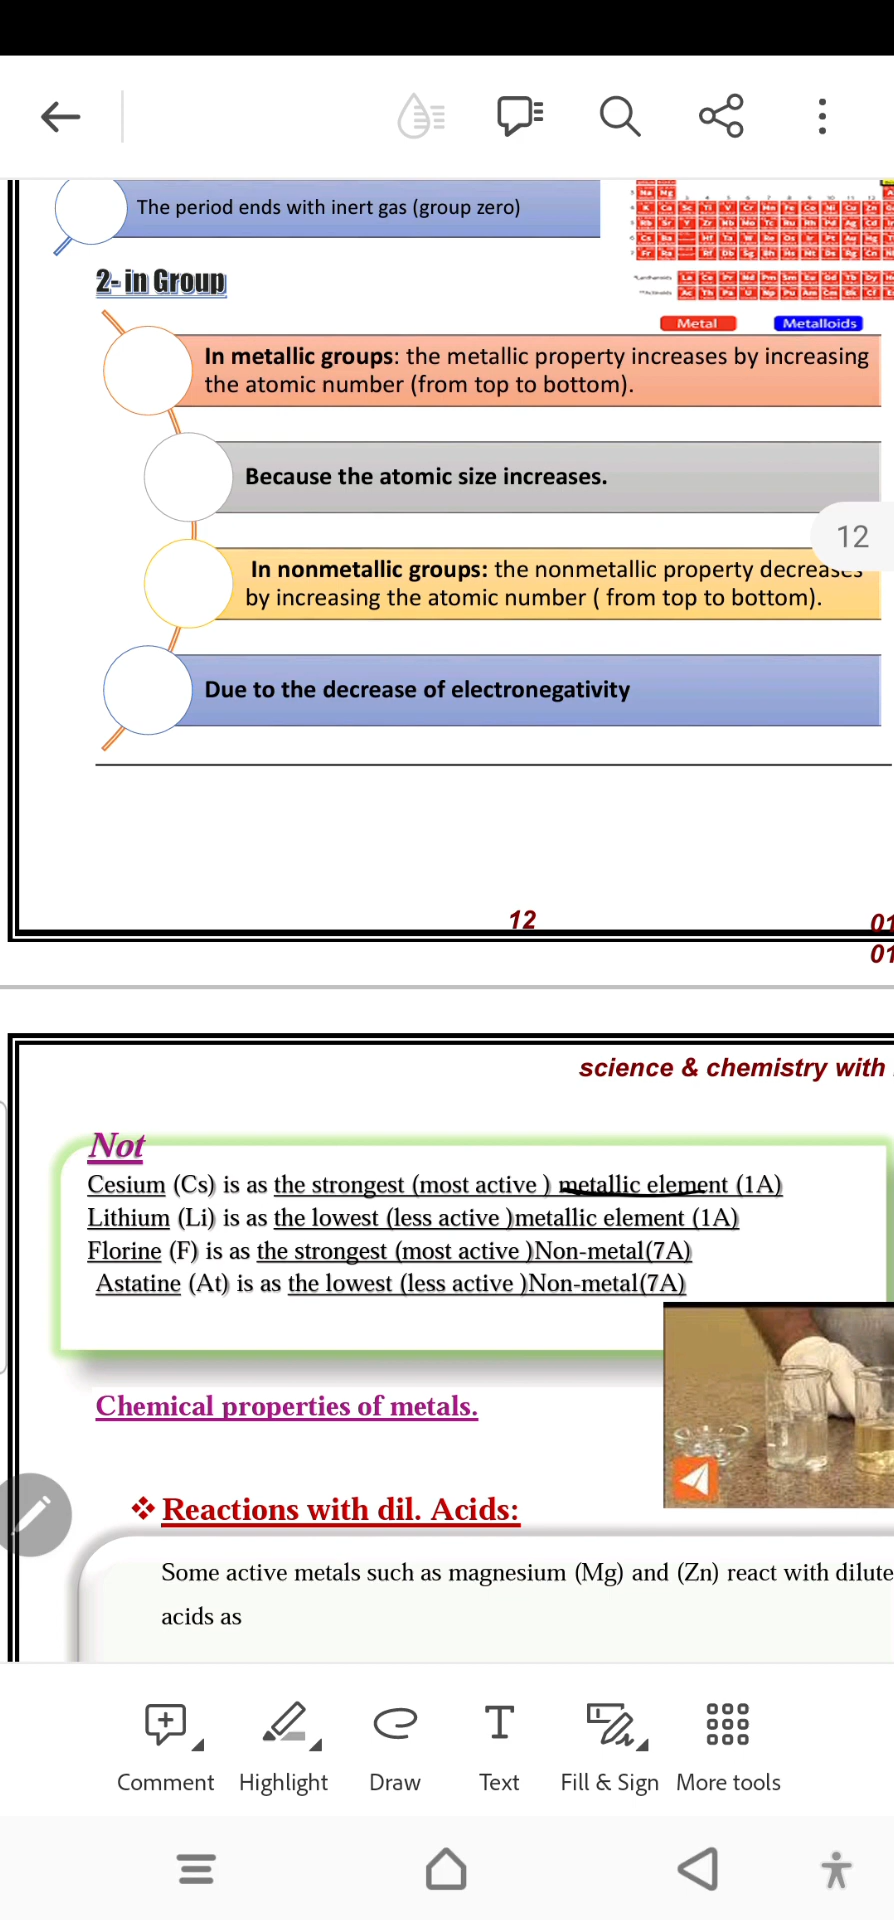 The period ends with inert gas (group zero)
2- in Group
Metal
Metalloids
In metallic groups: the metallic property increases by increasing
the atomic number (from top to bottom).
Because the atomic size increases.
12
In nonmetallic groups: the nonmetallic property decreases
by increasing the atomic number ( from top to bottom).
Due to the decrease of electronegativity
12
01
01
science & chemistry with
Not
Cesium (Cs) is as the strongest (most active ) metallic element (1A)
Lithium (Li) is as the lowest (less active )metallic element (1A)
Florine (F) is as the strongest (most active )Non-metal(7A)
Astatine (At) is as the lowest (less active )Non-metal(7A)
Chemical properties of metals.
❖ Reactions with dil. Acids:
Some active metals such as magnesium (Mg) and (Zn) react with dilute
acids as
Comment
Highlight
Draw
Text
Fill & Sign
More tools